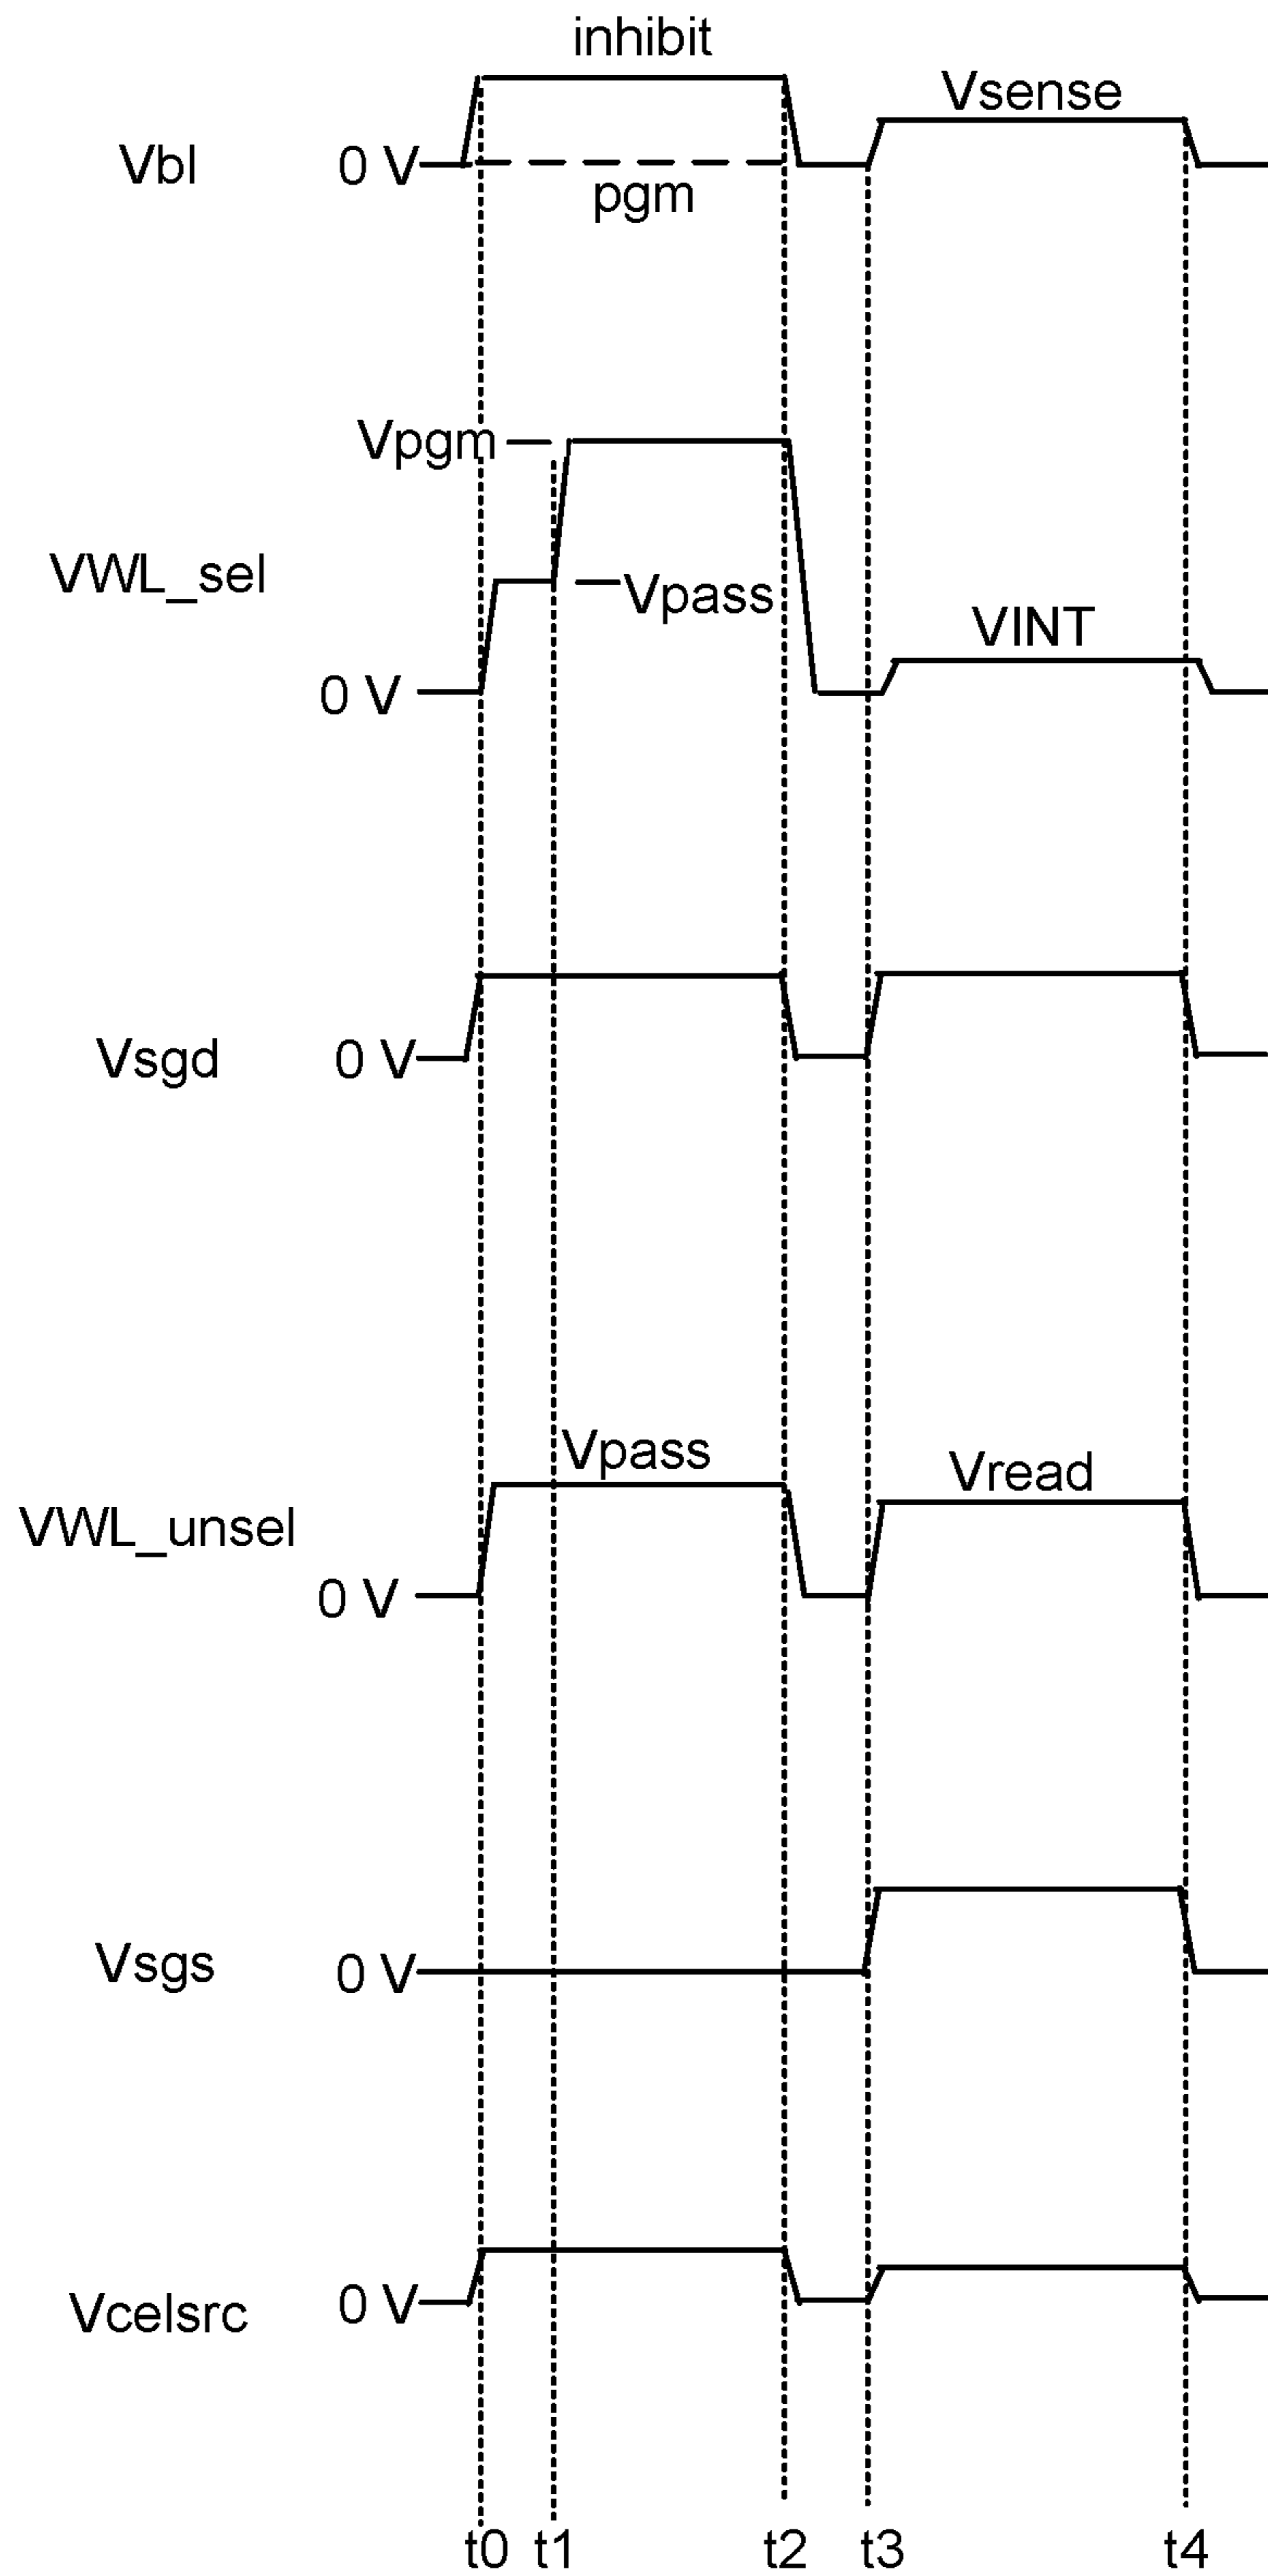 inhibit
Vsense
Vbl
0 V
pgm
Vpgm
VWL_sel
Vpass
VINT
0 V
Vsgd
0 V
Vpass
Vread
VWL_unsel
0 V
Vsgs
0 V
Vcelsrc
0 V
t0 t1 t2 t3 t4